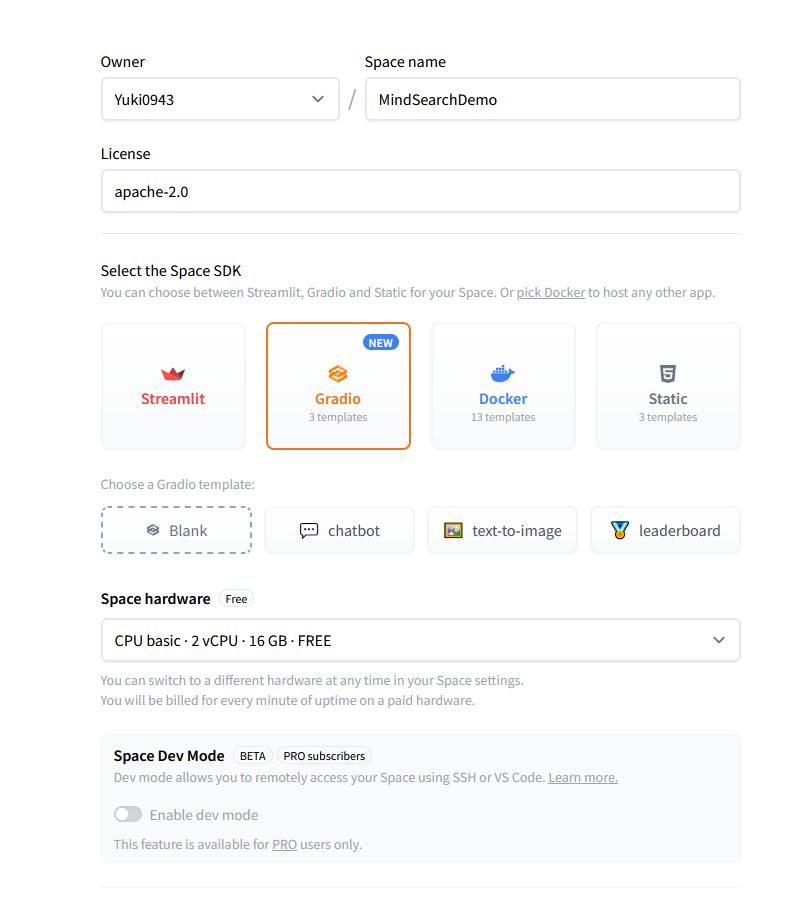 Owner
Space name
Yuki0943
/
MindSearchDemo
License
apache-2.0
Select the Space SDK
You can choose between Streamlit, Gradio and Static for your Space. Or pick Docker to host any other app.
NEW
Streamlit
Gradio
Docker
Static
3 templates
13 templates
3 templates
Choose a Gradio template:
Blank
chatbot
text-to-image
leaderboard
Space hardware
Free
CPU basic · 2 vCPU · 16 GB · FREE
You can switch to a different hardware at any time in your Space settings.
You will be billed for every minute of uptime on a paid hardware.
Space Dev Mode
BETA
PRO subscribers
Dev mode allows you to remotely access your Space using SSH or VS Code. Learn more.
Enable dev mode
This feature is available for PRO users only.